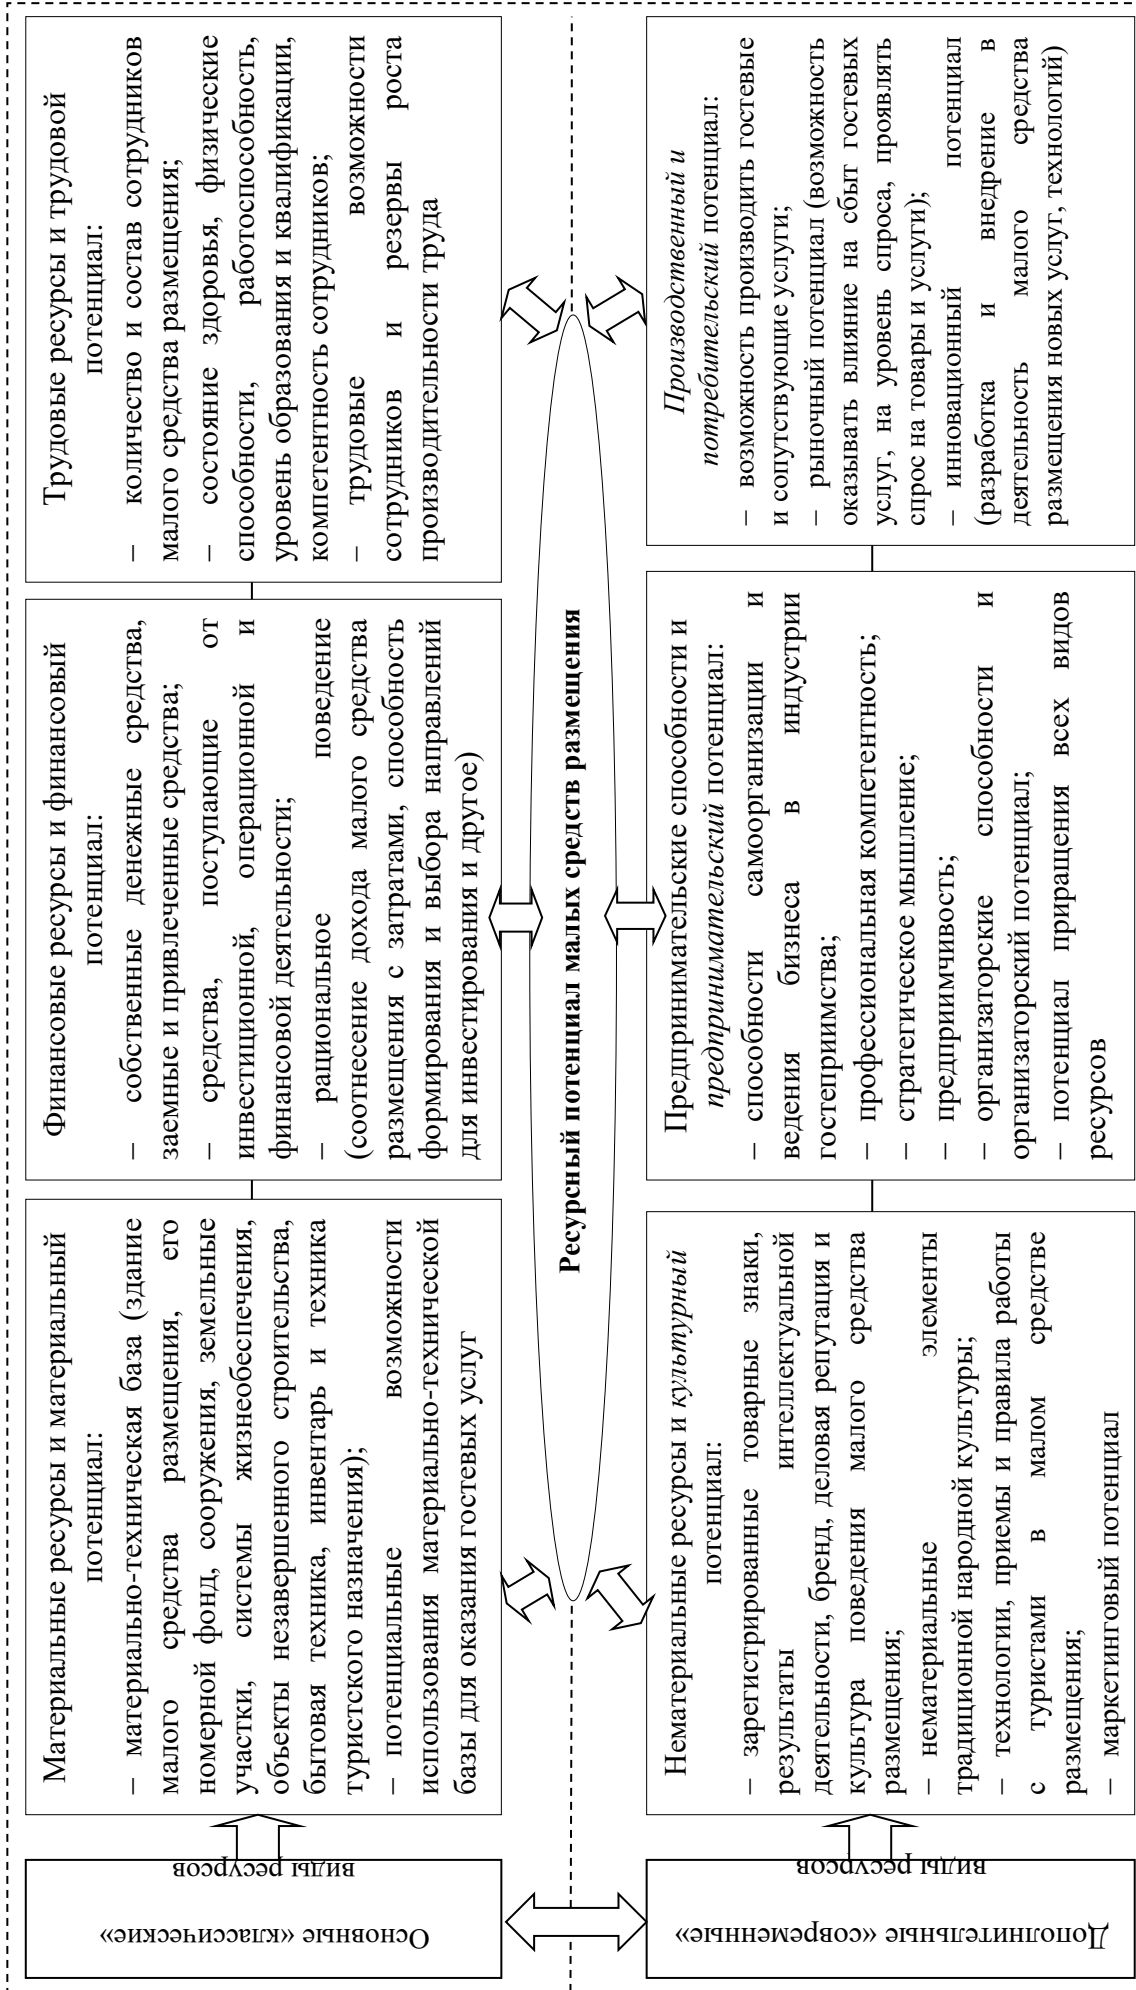 Основные «классические»
виды ресурсов
Материальные ресурсы и материальный
потенциал:
– материально-техническая база (здание
малого средства размещения, его
номерной фонд, сооружения, земельные
участки, системы жизнеобеспечения,
объекты незавершенного строительства,
бытовая техника, инвентарь и техника
туристского назначения);
– потенциальные возможности
использования материально-технической
базы для оказания гостевых услуг
Финансовые ресурсы и финансовый
потенциал:
– собственные денежные средства,
заемные и привлеченные средства;
– средства, поступающие от
инвестиционной, операционной и
финансовой деятельности;
– рациональное поведение
(соотнесение дохода малого средства
размещения с затратами, способность
формирования и выбора направлений
для инвестирования и другое)
Трудовые ресурсы и трудовой
потенциал:
– количество и состав сотрудников
малого средства размещения;
– состояние здоровья, физические
способности, работоспособность,
уровень образования и квалификации,
компетентность сотрудников;
– трудовые возможности
сотрудников и резервы роста
производительности труда
Ресурсный потенциал малых средств размещения
Дополнительные «современные»
виды ресурсов
Нематериальные ресурсы и культурный
потенциал:
– зарегистрированные товарные знаки,
результаты интеллектуальной
деятельности, бренд, деловая репутация и
культура поведения малого средства
размещения;
– нематериальные элементы
традиционной народной культуры;
– технологии, приемы и правила работы
с туристами в малом средстве
размещения;
– маркетинговый потенциал
Предпринимательские способности и
предпринимательский потенциал:
– способности самоорганизации и
ведения бизнеса в индустрии
гостеприимства;
– профессиональная компетентность;
– стратегическое мышление;
– предприимчивость;
– организаторские способности и
организаторский потенциал;
– потенциал приращения всех видов
ресурсов
Производственный и
потребительский потенциал:
– возможность производить гостевые
и сопутствующие услуги;
– рыночный потенциал (возможность
оказывать влияние на сбыт гостевых
услуг, на уровень спроса, проявлять
спрос на товары и услуги);
– инновационный потенциал
(разработка и внедрение в
деятельность малого средства
размещения новых услуг, технологий)